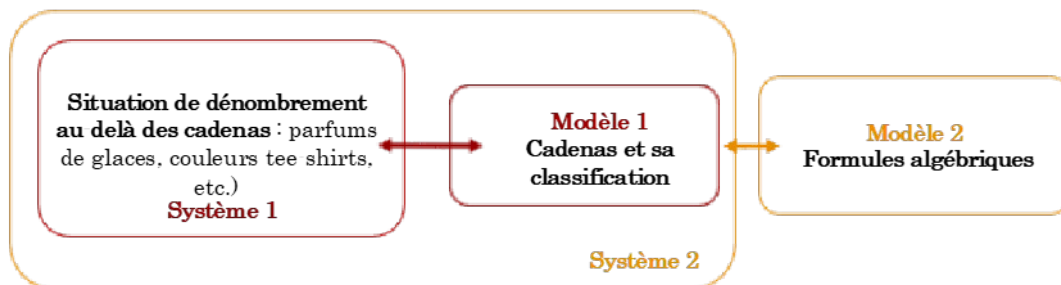 Situation de dénombrement
au delà des cadenas : parfums
de glaces, couleurs tee shirts,
etc.)
Système 1
Modèle 1
Cadenas et sa
classification
Modèle 2
Formules algébriques
Système 2